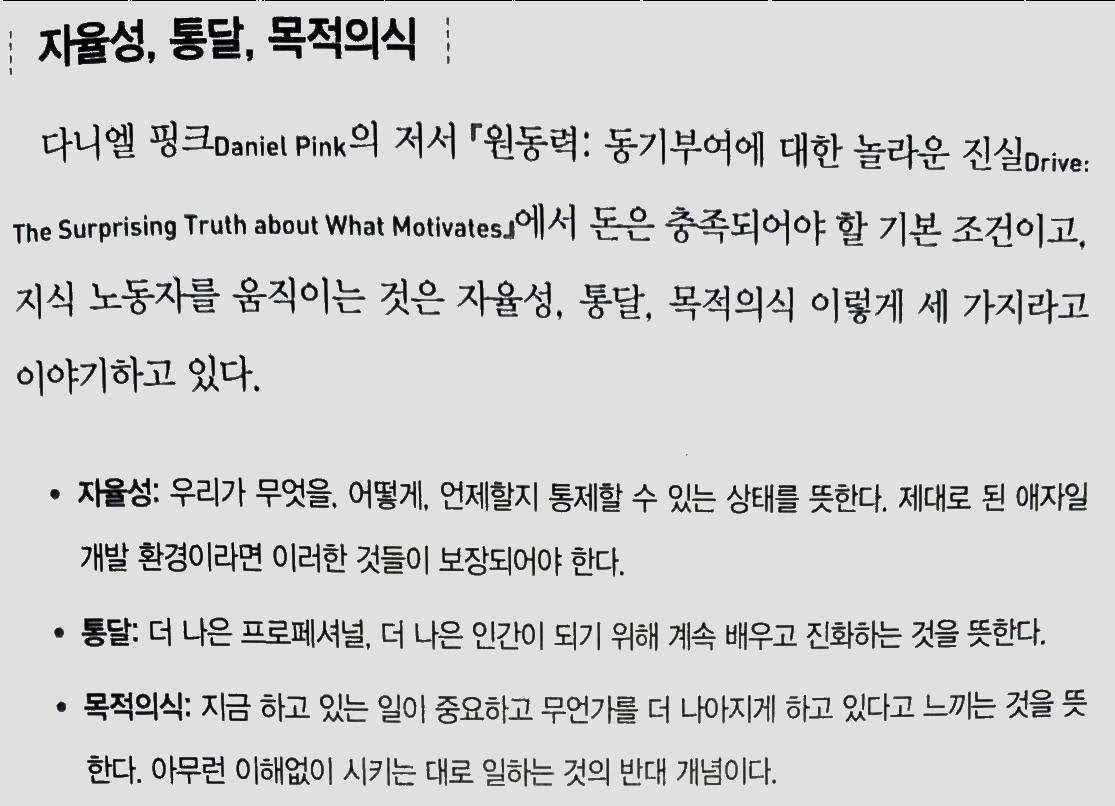 자율성, 통달, 목적의식
다니엘 핑크Daniel Pink의 저서 『원동력: 동기부여에 대한 놀라운 진실Drive:
The Surprising Truth about What Motivates』에서 돈은 충족되어야 할 기본 조건이고,
지식 노동자를 움직이는 것은 자율성, 통달, 목적의식 이렇게 세 가지라고
이야기하고 있다.
• 자율성: 우리가 무엇을, 어떻게, 언제할지 통제할 수 있는 상태를 뜻한다. 제대로 된 애자일
개발 환경이라면 이러한 것들이 보장되어야 한다.
• 통달: 더 나은 프로페셔널, 더 나은 인간이 되기 위해 계속 배우고 진화하는 것을 뜻한다.
• 목적의식: 지금 하고 있는 일이 중요하고 무언가를 더 나아지게 하고 있다고 느끼는 것을 뜻
한다. 아무런 이해없이 시키는 대로 일하는 것의 반대 개념이다.